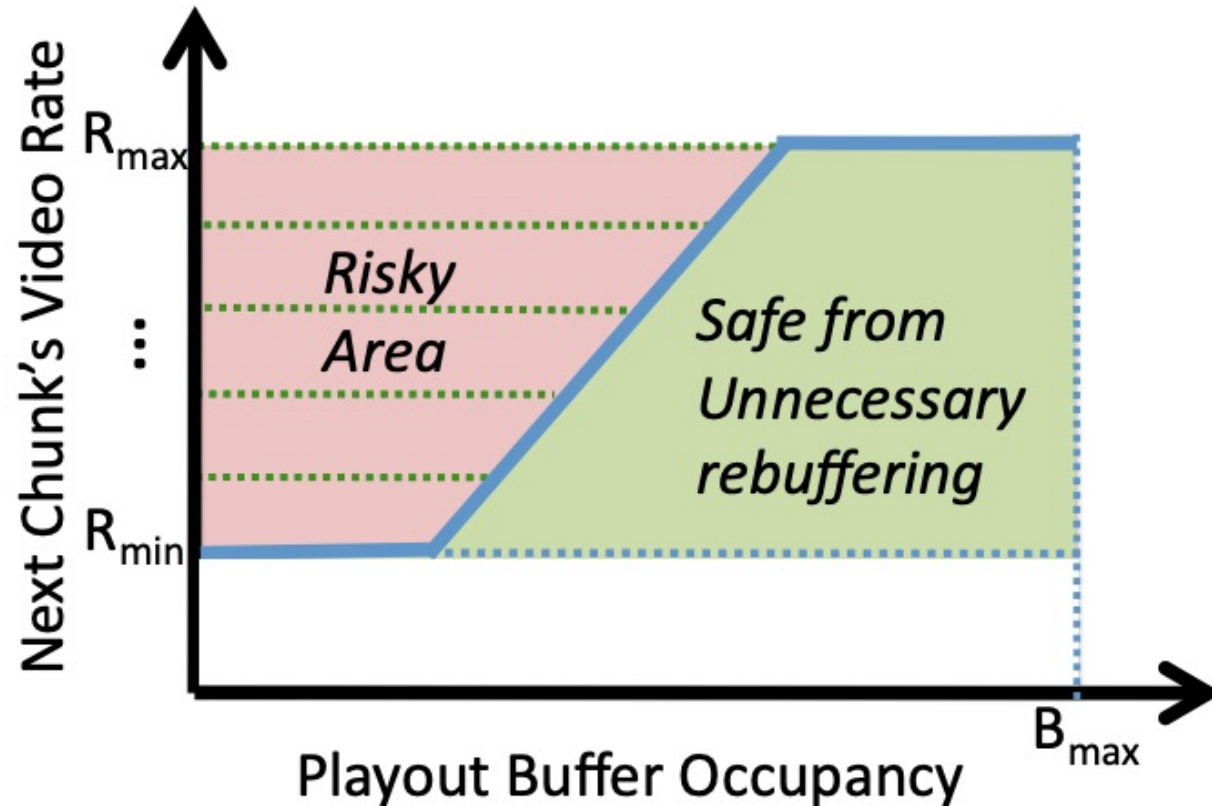 Next Chunk's Video Rate
R_max
...
R_min
Risky
Area
Safe from
Unnecessary
rebuffering
B_max
Playout Buffer Occupancy